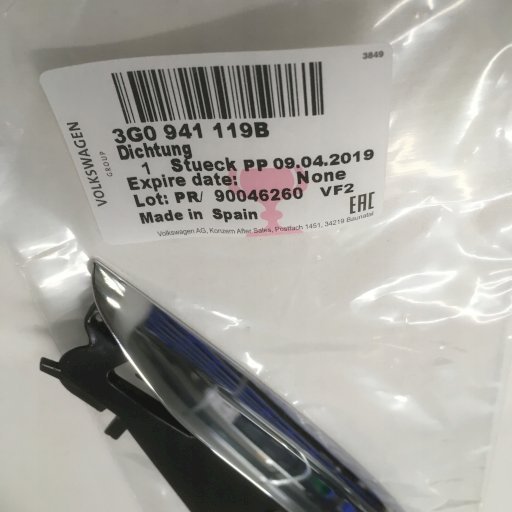 3849
VOLKSWAGEN
GROUP
3G0 941 119B
Dichtung
1 Stueck PP 09.04.2019
Expire date: None
Lot: PR/ 90046260 VF2
Made in Spain
EAC
Volkswagen AG, Konzern After Sales, Postfach 1451, 34219 Baunatal